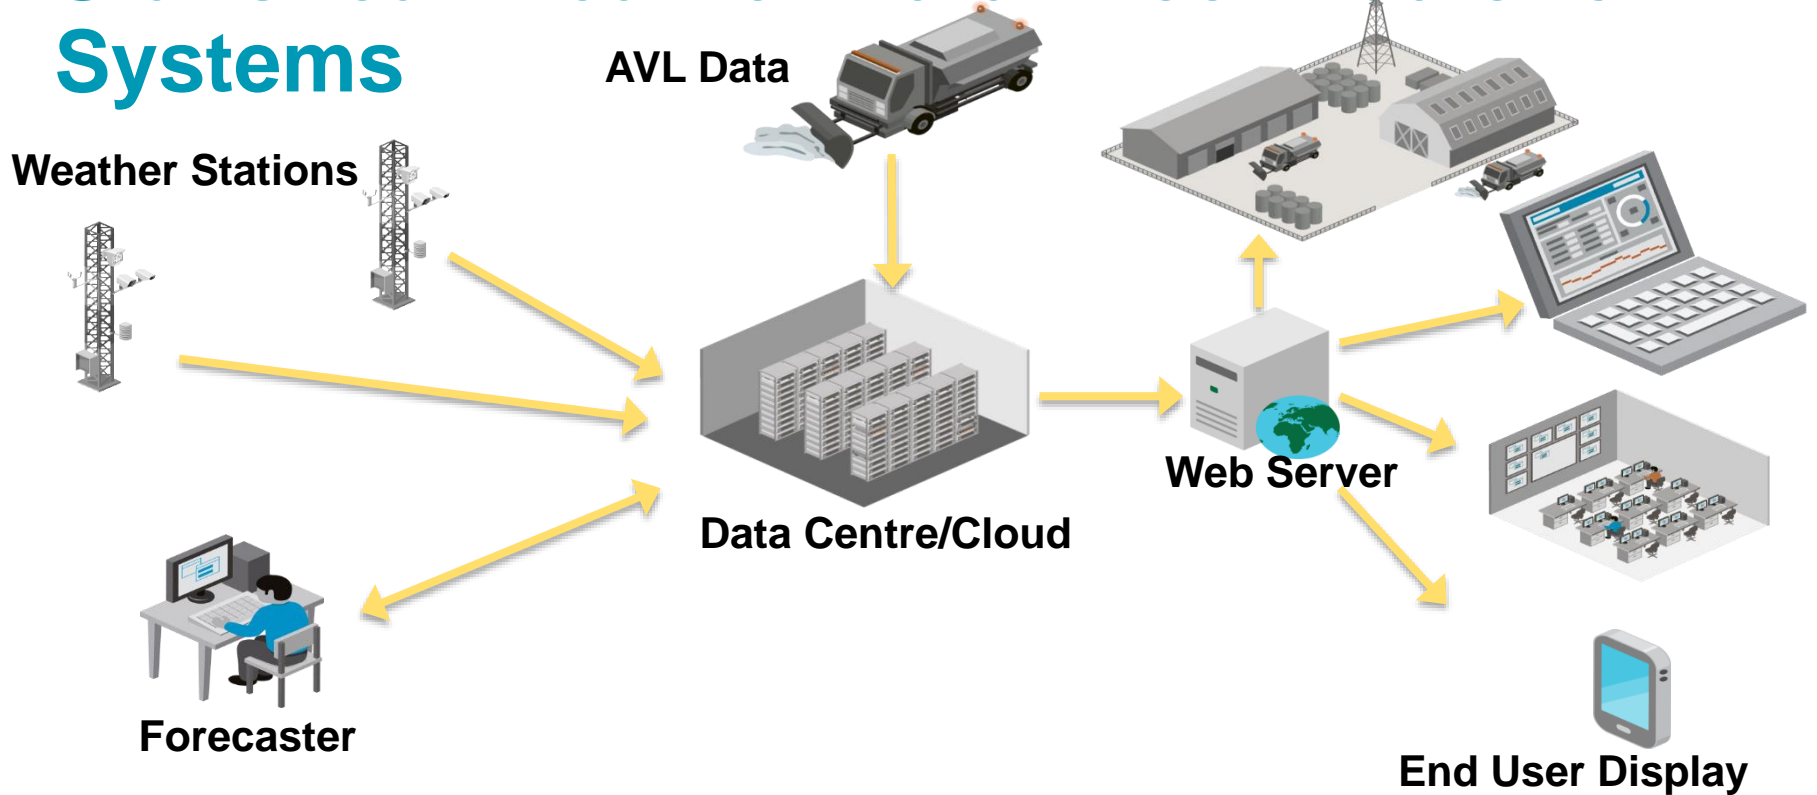 Systems
AVL Data
Weather Stations
Web Server
Data Centre/Cloud
Forecaster
End User Display